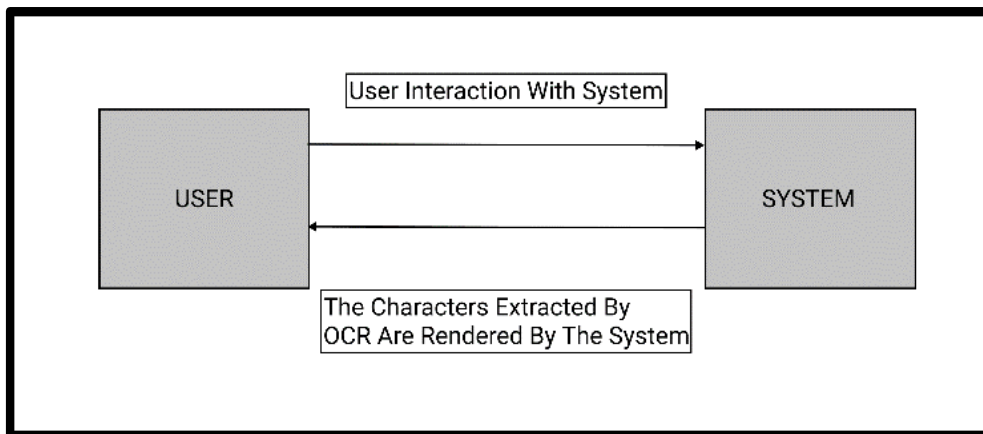 User Interaction With System
USER
SYSTEM
The Characters Extracted By
OCR Are Rendered By The System